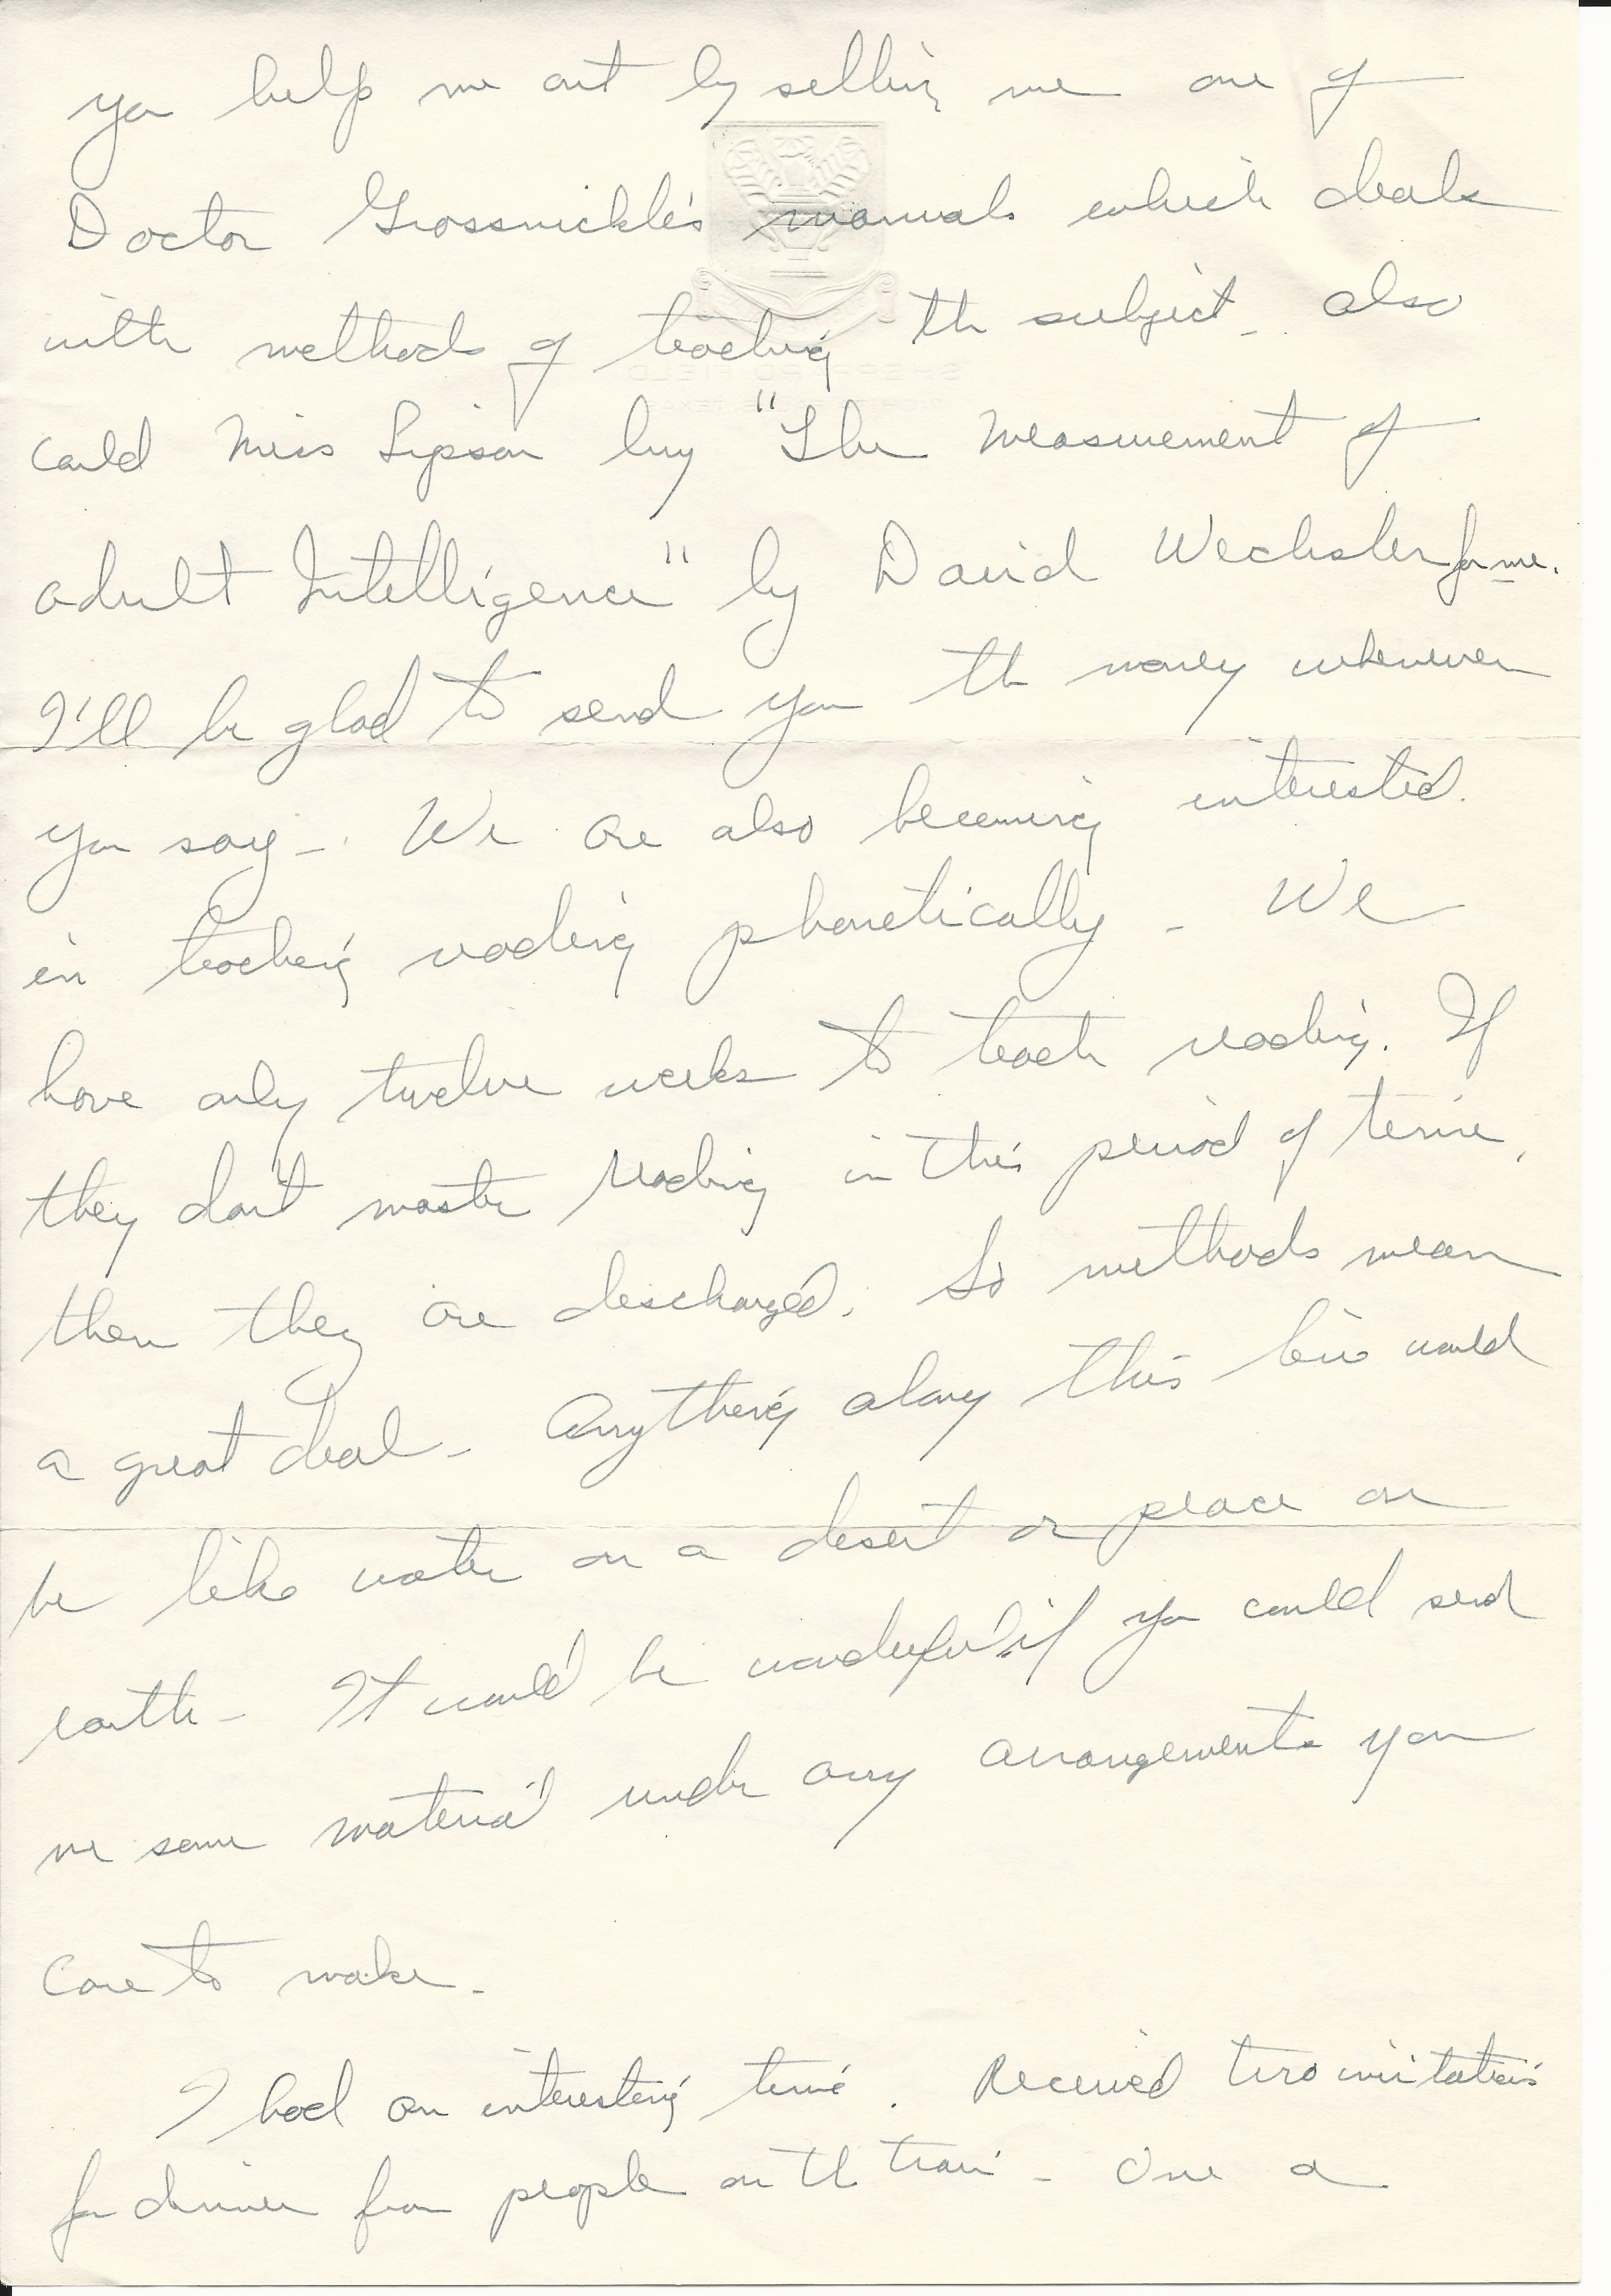 you help me out by selling me one of
Doctor Grossnickle's manuals which deals
with methods of teaching the subject - also
could Miss Lipson buy "The Measurement of
adult Intelligence" by David Wechsler for me.
I'll be glad to send you the money whenever
you say - We are also becoming interested
in teaching reading phonetically - We
have only twelve weeks to teach reading. If
they don't master reading in this period of time,
then they are discharged. So methods mean
a great deal - Anything along this line would
be like water on a desert or peace on
earth - It would be wonderful if you could send
me some material under any arrangements you
care to make -
I had an interesting time. Received two invitations
for dinner from people on the train - One a
SHEPPARD FIELD
TEXAS